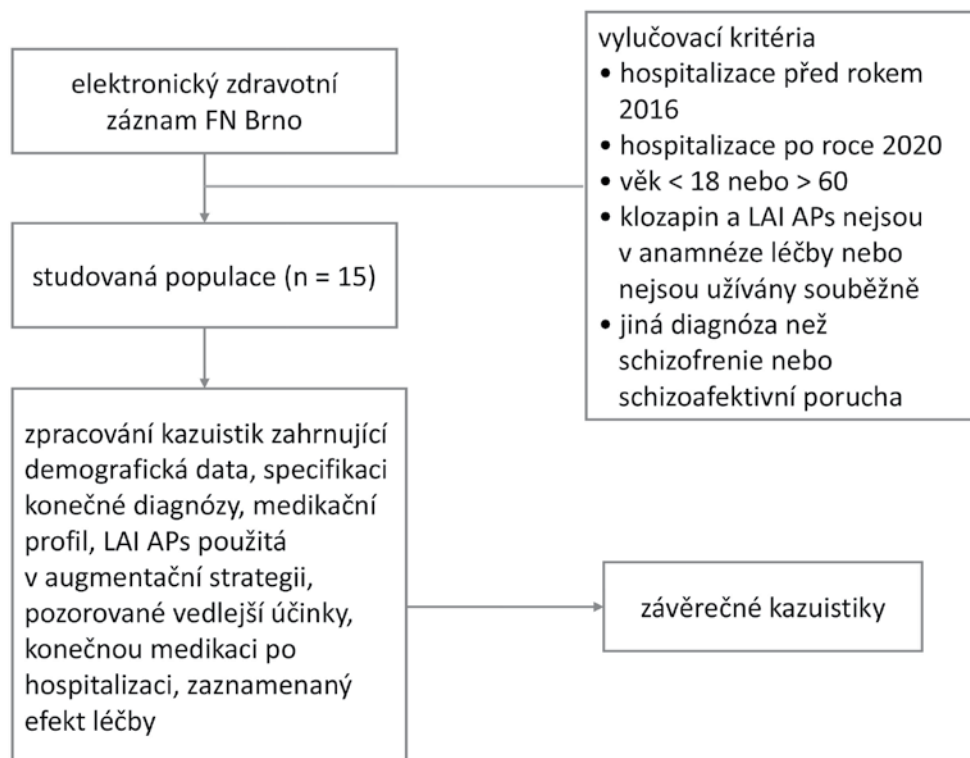 elektronický zdravotní
záznam FN Brno
vylučovací kritéria
• hospitalizace před rokem
2016
• hospitalizace po roce 2020
• věk < 18 nebo > 60
• klozapin a LAI APs nejsou
v anamnéze léčby nebo
nejsou užívány souběžně
• jiná diagnóza než
schizofrenie nebo
schizoafektivní porucha
studovaná populace (n = 15)
zpracování kazuistik zahrnující
demografická data, specifikaci
konečné diagnózy, medikační
profil, LAI APs použitá
v augmentační strategii,
pozorované vedlejší účinky,
konečnou medikaci po
hospitalizaci, zaznamenaný
efekt léčby
závěrečné kazuistiky